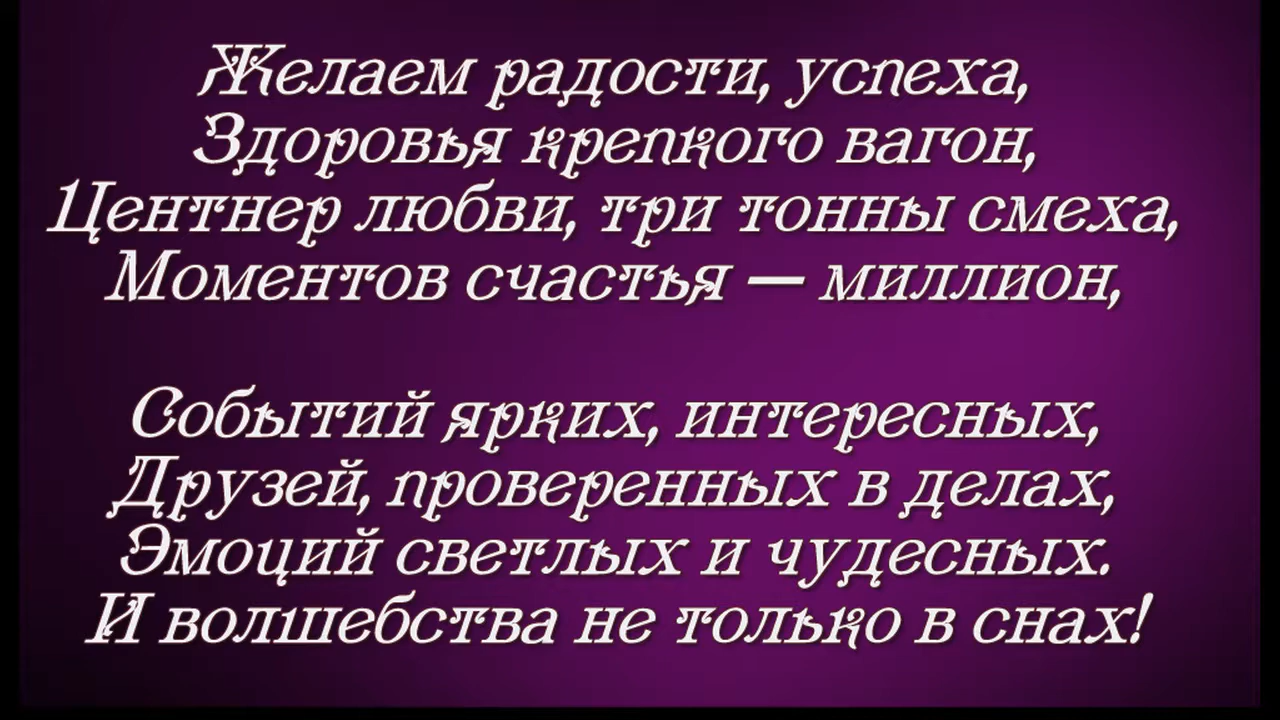 Желаем радости, успеха,
Здоровья крепкого вагон,
Центнер любви, три тонны смеха,
Моментов счастья — миллион,
Событий ярких, интересных,
Друзей, проверенных в делах,
Эмоций светлых и чудесных.
И волшебства не только в снах!